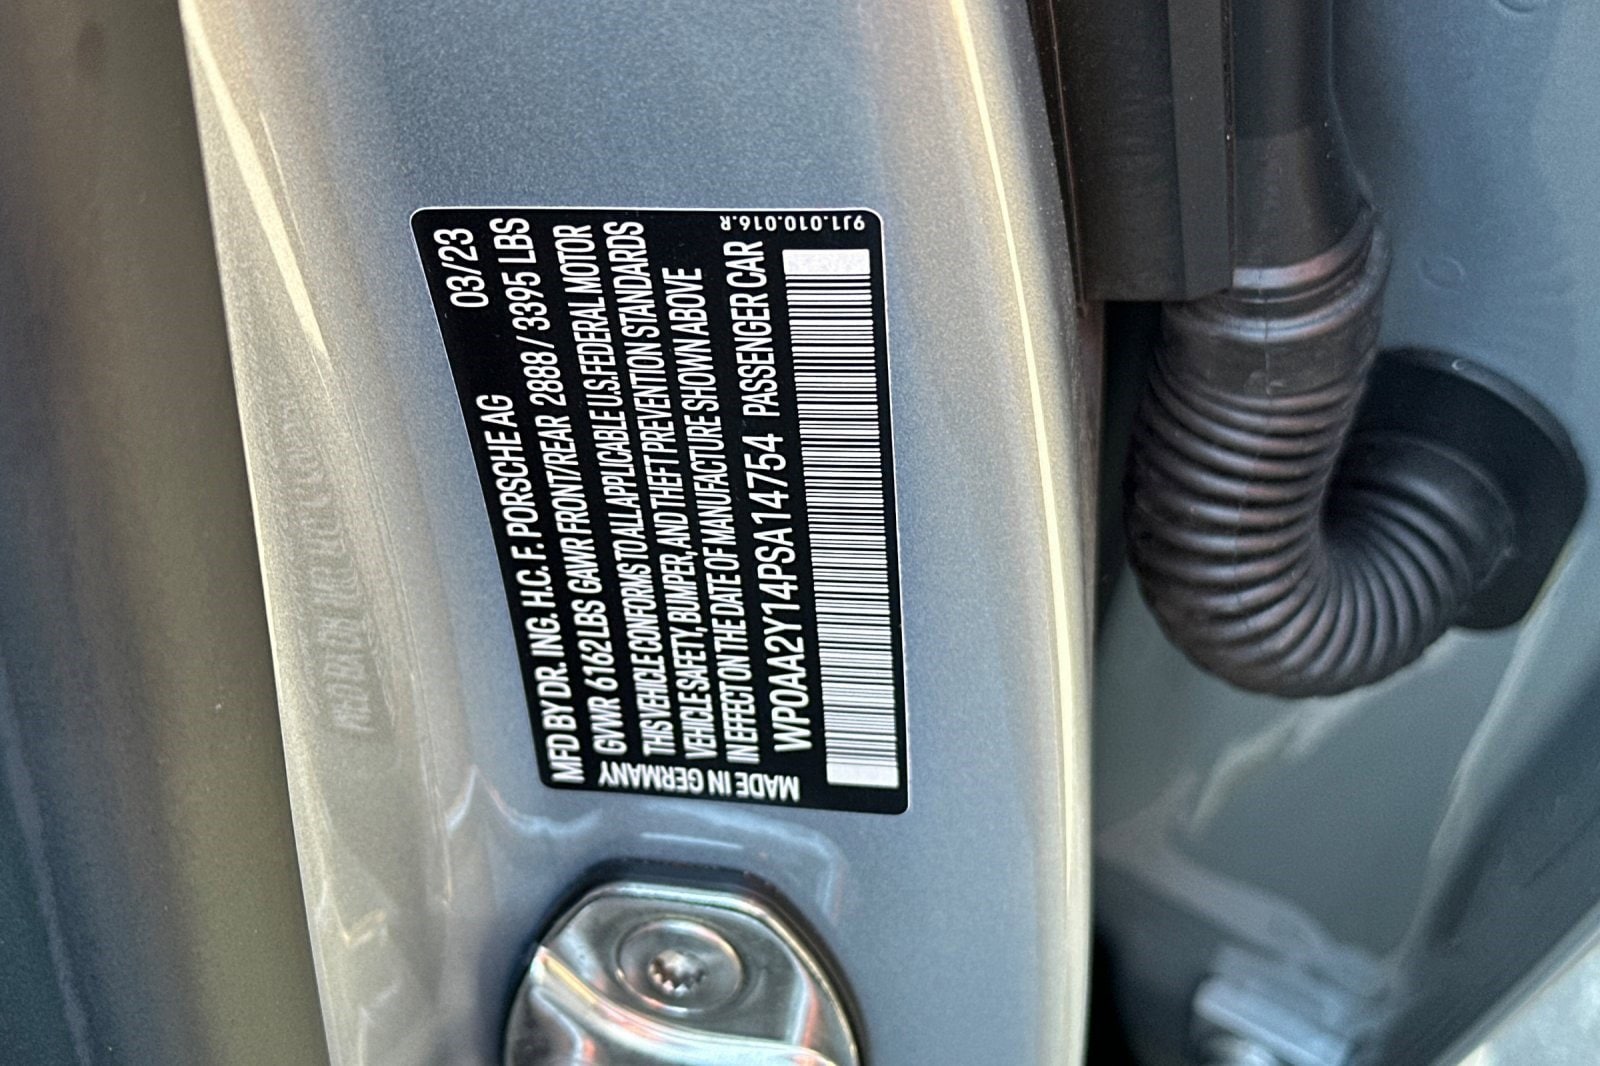 MFD BY DR. ING. H.C. F. PORSCHE AG 03/23
GVWR 6162 LBS GAWR FRONT/REAR 2888 / 3395 LBS
THIS VEHICLE CONFORMS TO ALL APPLICABLE U.S. FEDERAL MOTOR
VEHICLE SAFETY, BUMPER, AND THEFT PREVENTION STANDARDS
IN EFFECT ON THE DATE OF MANUFACTURE SHOWN ABOVE
WP0AA2Y14PSA14754 PASSENGER CAR
MADE IN GERMANY
9J1.010.016.R